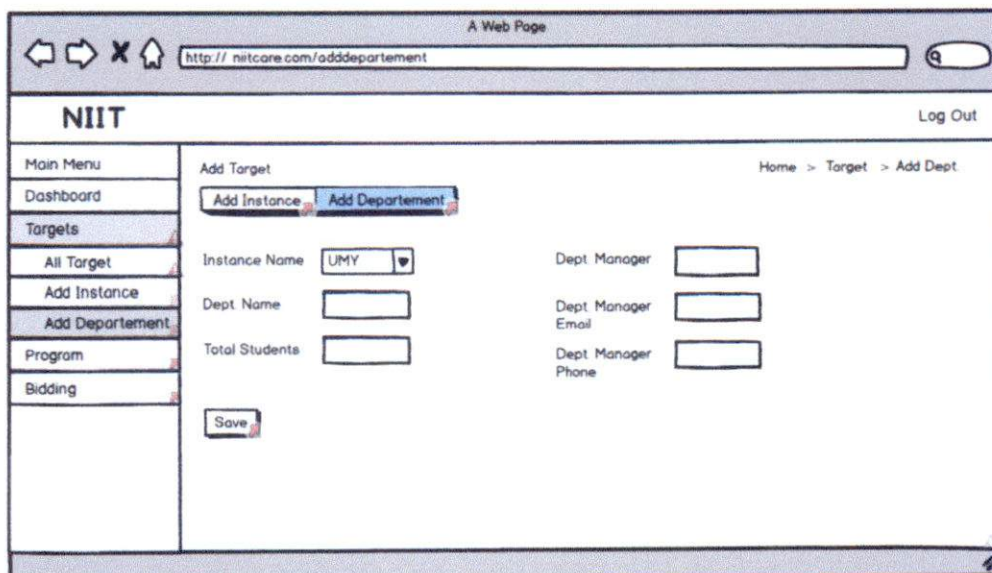 A Web Page
http:// niitcare.com/adddepartement
NIIT
Log Out
Main Menu
Dashboard
Targets
All Target
Add Instance
Add Departement
Program
Bidding
Add Target
Home > Target > Add Dept.
Add Instance
Add Departement
Instance Name
UMY
Dept Name
Total Students
Dept Manager
Dept Manager
Email
Dept Manager
Phone
Save